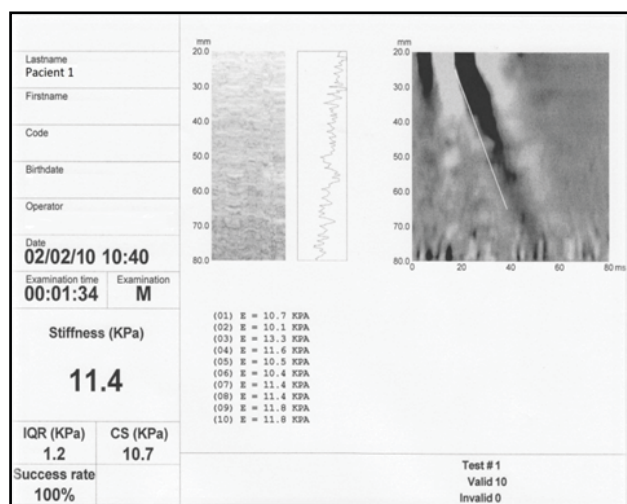 Lastname
Pacient 1
Firstname
Code
Birthdate
Operator
Date
02/02/10 10:40
Examination time Examination
00:01:34 M
Stiffness (KPa)
11.4
IQR (KPa) CS (KPa)
1.2 10.7
Success rate
100%
mm
20.0
30.0
40.0
50.0
60.0
70.0
80.0
mm
20.0
30.0
40.0
50.0
60.0
70.0
80.0
0 20 40 60 80 ms
(01) E = 10.7 KPA
(02) E = 10.1 KPA
(03) E = 13.3 KPA
(04) E = 11.6 KPA
(05) E = 10.5 KPA
(06) E = 10.4 KPA
(07) E = 11.4 KPA
(08) E = 11.4 KPA
(09) E = 11.8 KPA
(10) E = 11.8 KPA
Test # 1
Valid 10
Invalid 0